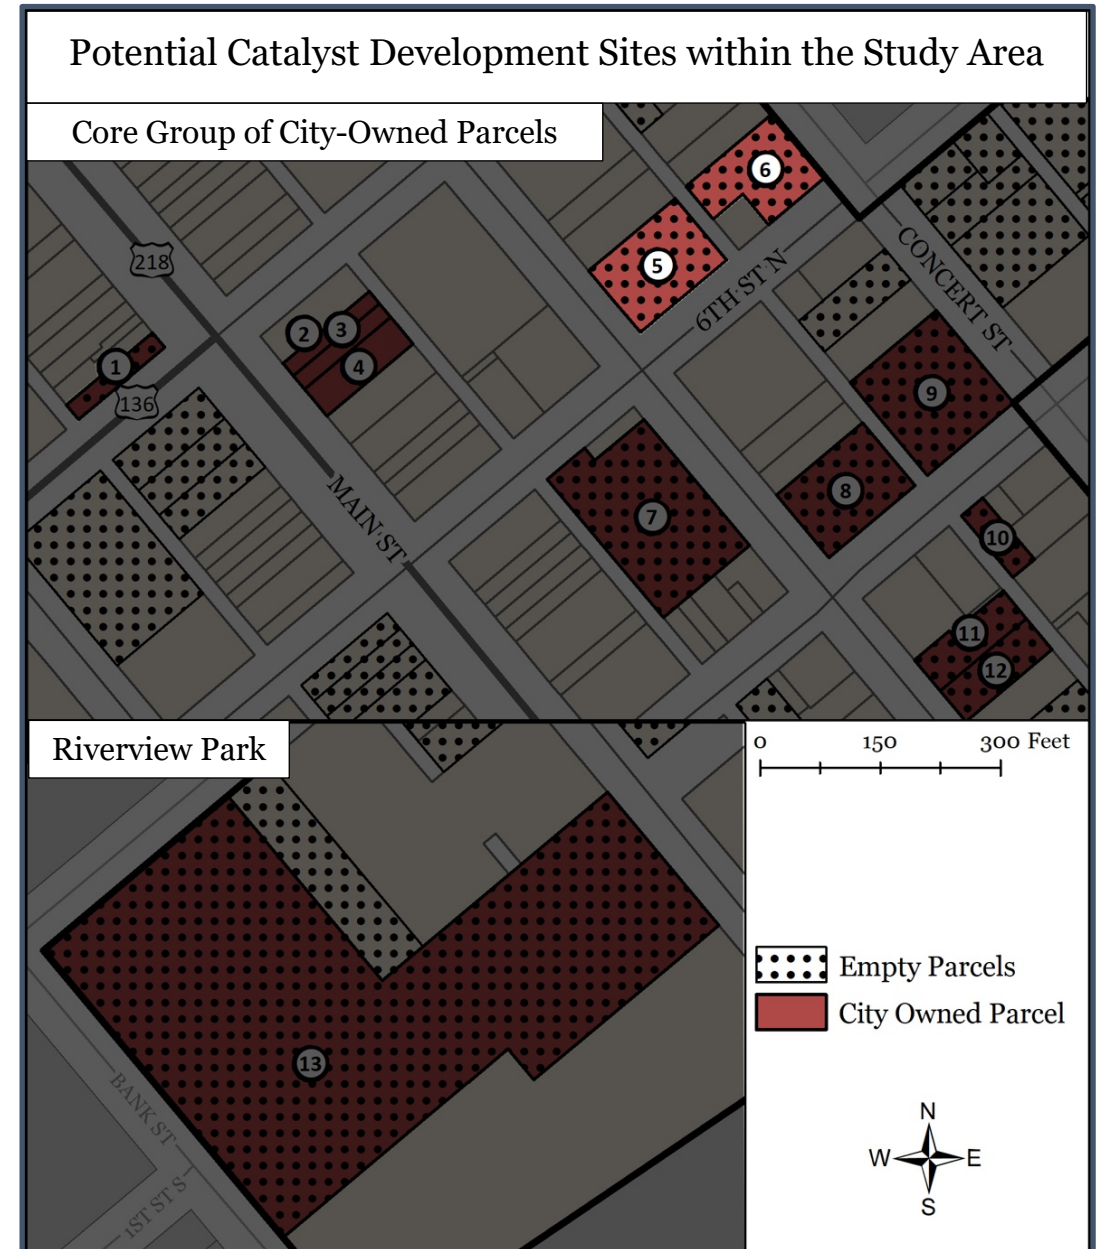 Potential Catalyst Development Sites within the Study Area
Core Group of City-Owned Parcels
218
136
1
2
3
4
5
6
6TH ST N
CONCERT ST
MAIN ST
7
8
9
10
11
12
Riverview Park
13
BANK ST
1ST ST S
0 150 300 Feet
Empty Parcels
City Owned Parcel
N
W E
S